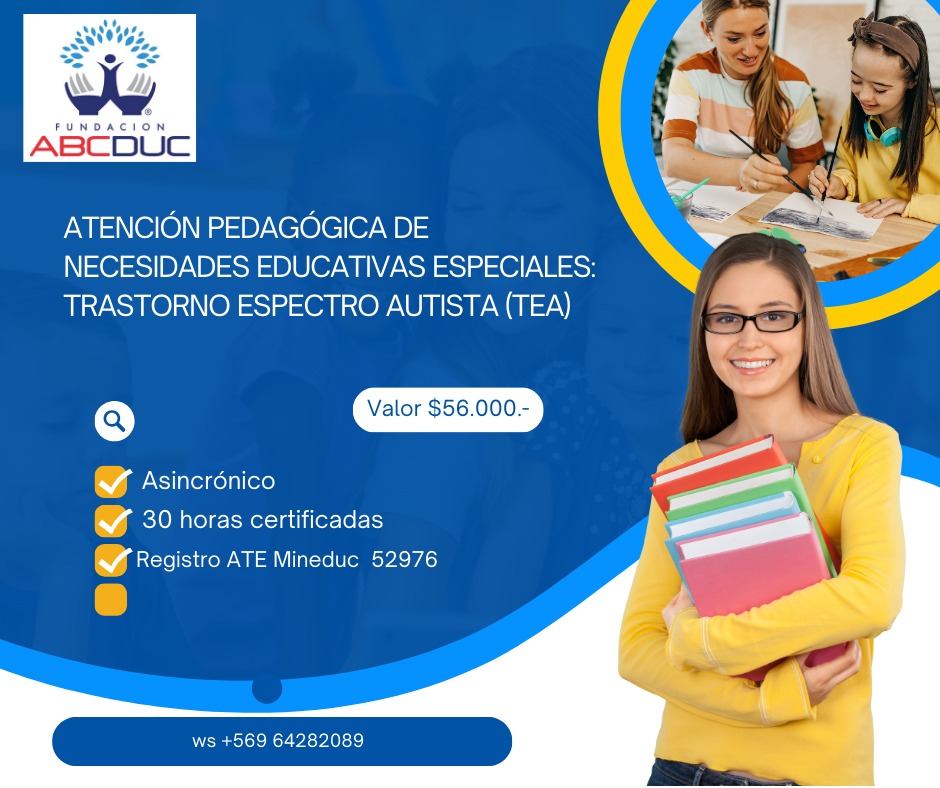 FUNDACION
ABCDUC
ATENCIÓN PEDAGÓGICA DE
NECESIDADES EDUCATIVAS ESPECIALES:
TRASTORNO ESPECTRO AUTISTA (TEA)
Valor $56.000.-
Asincrónico
30 horas certificadas
Registro ATE Mineduc 52976
ws +569 64282089